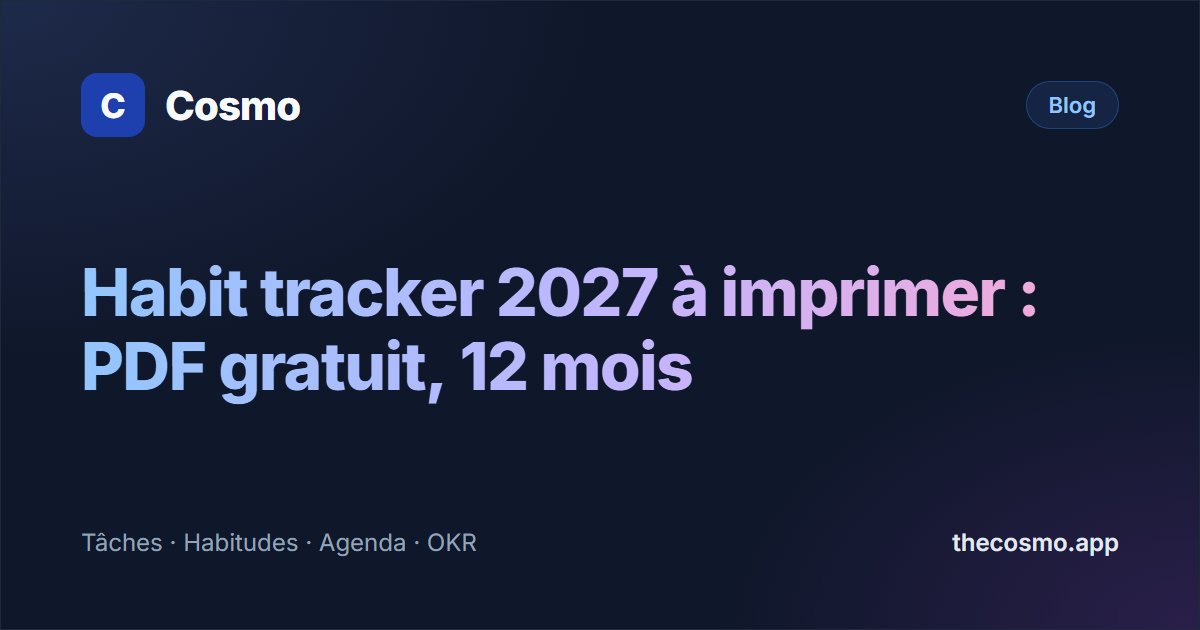 C Cosmo
Blog
Habit tracker 2027 à imprimer :
PDF gratuit, 12 mois
Tâches · Habitudes · Agenda · OKR
thecosmo.app